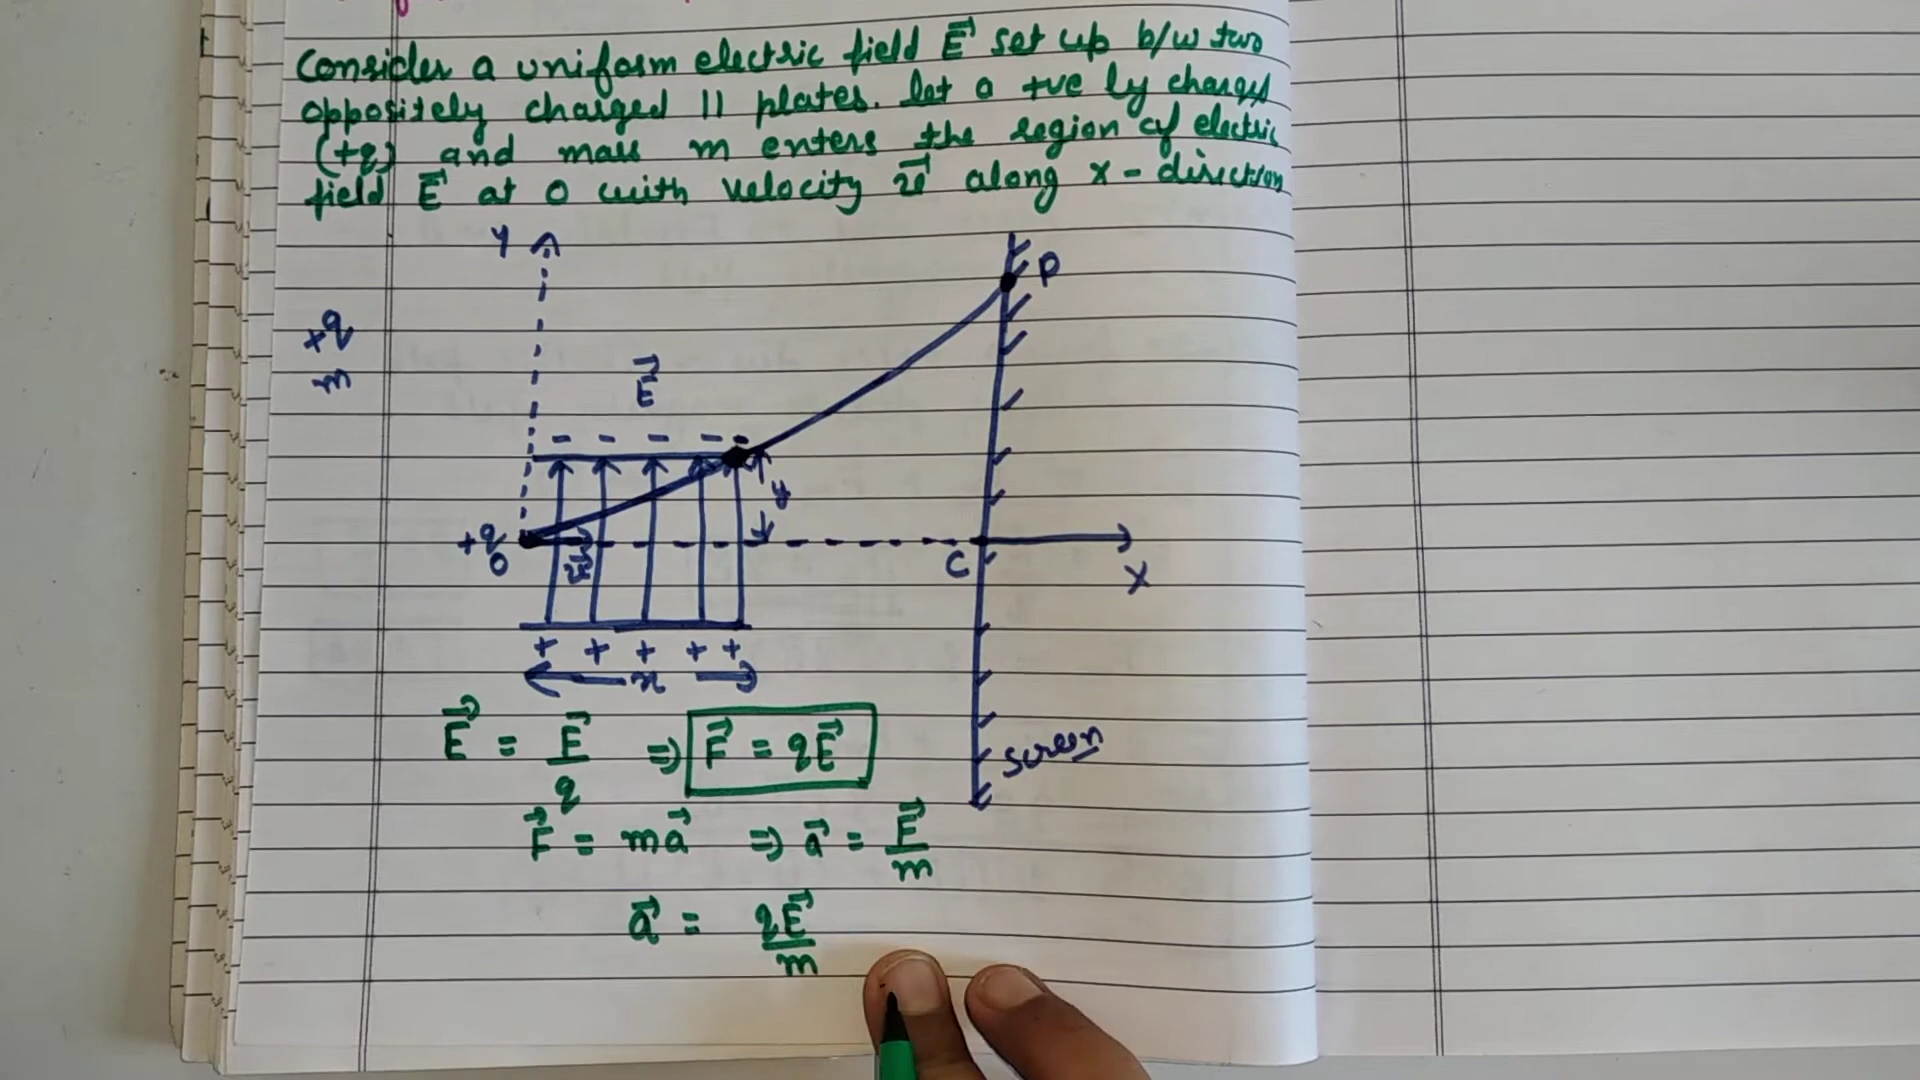 Consider a uniform electric field E⃗ set up b/w two
oppositely charged || plates. Let a +ve ly charged
(+q) and mass m enters the region of electric
field E⃗ at O with velocity v⃗ along x - direction
Y
P
+q
m
E⃗
- - - - -
y
+q
O
v⃗
C
X
+ + + + +
x
screen
E⃗ = F⃗/q ⇒ F⃗ = qE⃗
F⃗ = ma⃗ ⇒ a⃗ = F⃗/m
a⃗ = qE⃗/m